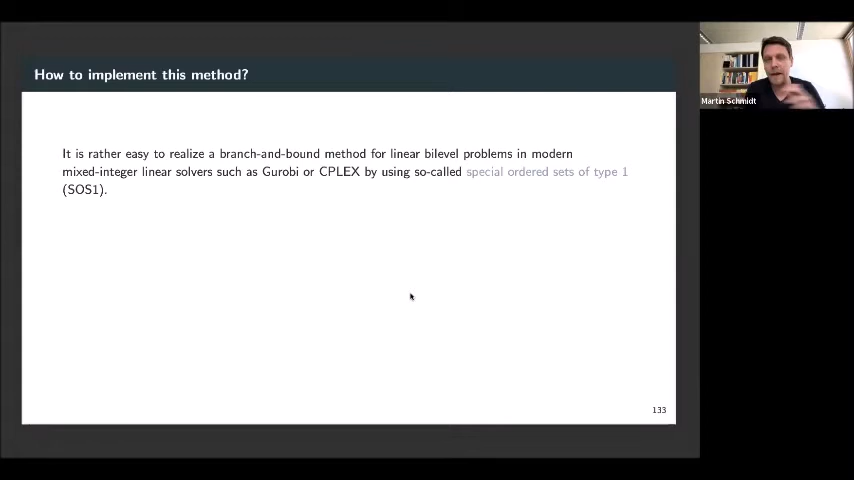 How to implement this method?
Martin Schmidt
It is rather easy to realize a branch-and-bound method for linear bilevel problems in modern
mixed-integer linear solvers such as Gurobi or CPLEX by using so-called special ordered sets of type 1
(SOS1).
133